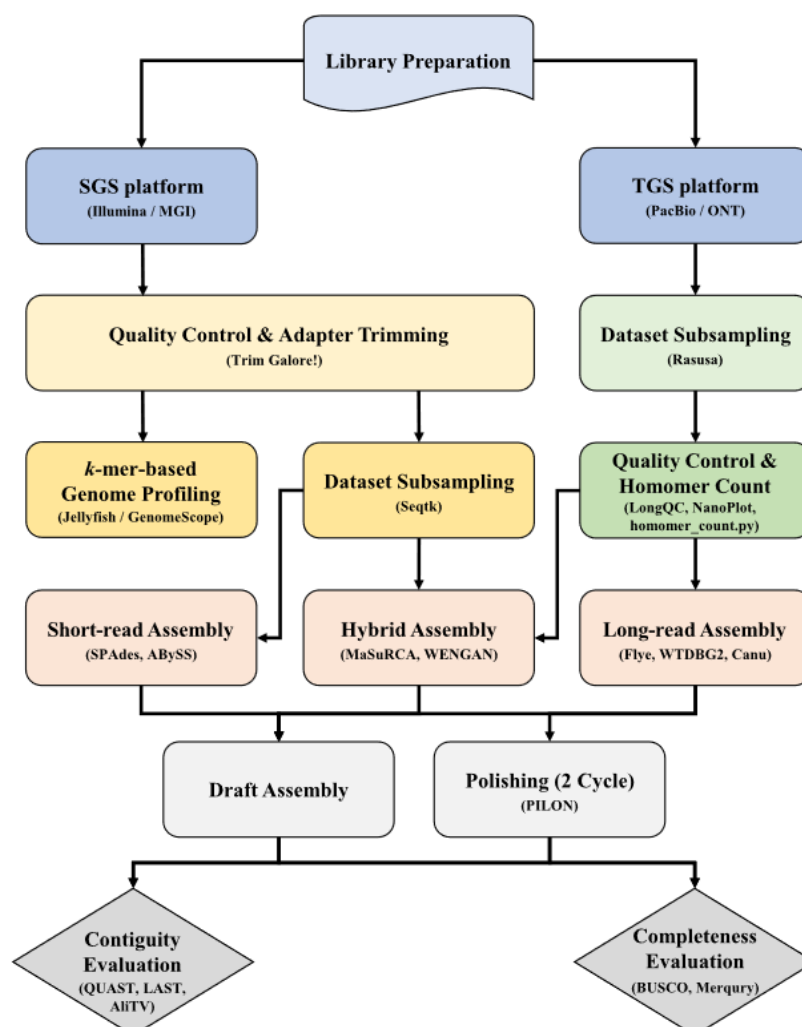 Library Preparation
SGS platform
(Illumina / MGI)
TGS platform
(PacBio / ONT)
Quality Control & Adapter Trimming
(Trim Galore!)
Dataset Subsampling
(Rasusa)
k-mer-based
Genome Profiling
(Jellyfish / GenomeScope)
Dataset Subsampling
(Seqtk)
Quality Control &
Homomer Count
(LongQC, NanoPlot,
homomer_count.py)
Short-read Assembly
(SPAdes, ABySS)
Hybrid Assembly
(MaSuRCA, WENGAN)
Long-read Assembly
(Flye, WTDBG2, Canu)
Draft Assembly
Polishing (2 Cycle)
(PILON)
Contiguity
Evaluation
(QUAST, LAST,
AliTV)
Completeness
Evaluation
(BUSCO, Merqury)